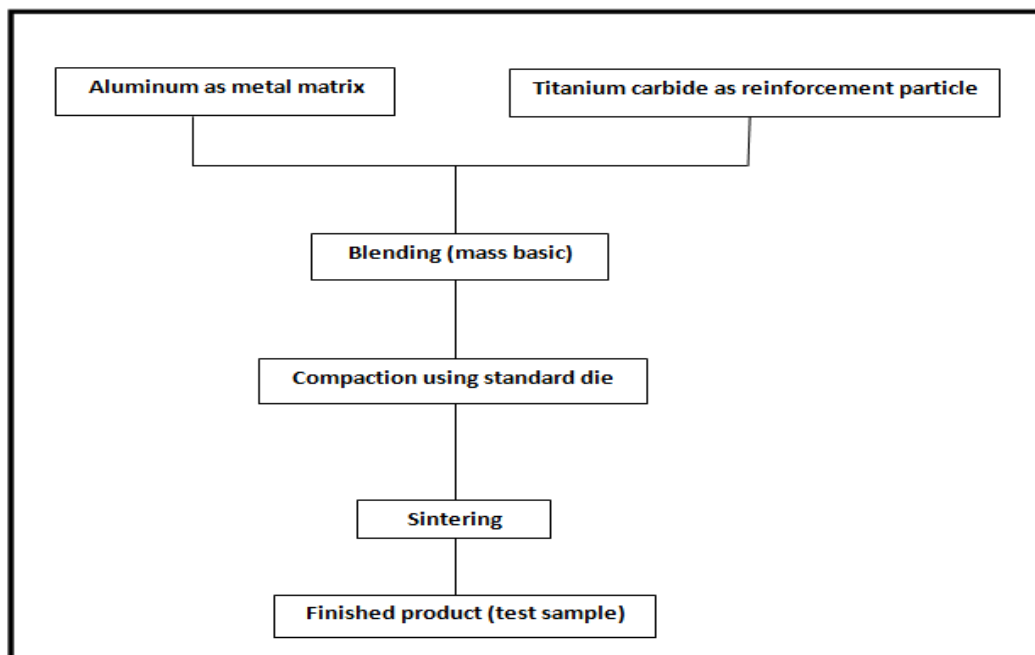 Aluminum as metal matrix
Titanium carbide as reinforcement particle
Blending (mass basic)
Compaction using standard die
Sintering
Finished product (test sample)